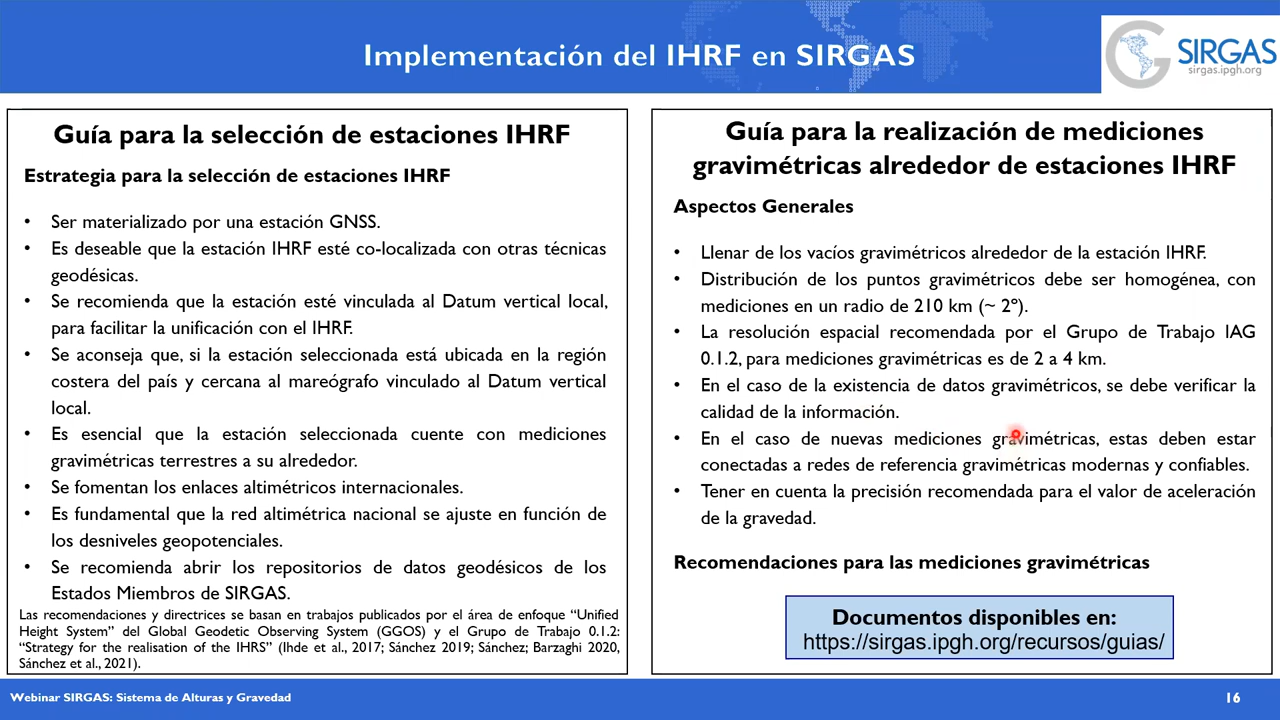 Implementación del IHRF en SIRGAS
SIRGAS
sirgas.ipgh.org
Guía para la selección de estaciones IHRF
Estrategia para la selección de estaciones IHRF
• Ser materializado por una estación GNSS.
• Es deseable que la estación IHRF esté co-localizada con otras técnicas
geodésicas.
• Se recomienda que la estación esté vinculada al Datum vertical local,
para facilitar la unificación con el IHRF.
• Se aconseja que, si la estación seleccionada está ubicada en la región
costera del país y cercana al mareógrafo vinculado al Datum vertical
local.
• Es esencial que la estación seleccionada cuente con mediciones
gravimétricas terrestres a su alrededor.
• Se fomentan los enlaces altimétricos internacionales.
• Es fundamental que la red altimétrica nacional se ajuste en función de
los desniveles geopotenciales.
• Se recomienda abrir los repositorios de datos geodésicos de los
Estados Miembros de SIRGAS.
Las recomendaciones y directrices se basan en trabajos publicados por el área de enfoque “Unified
Height System” del Global Geodetic Observing System (GGOS) y el Grupo de Trabajo 0.1.2:
“Strategy for the realisation of the IHRS” (Ihde et al., 2017; Sánchez 2019; Sánchez; Barzaghi 2020,
Sánchez et al., 2021).
Guía para la realización de mediciones
gravimétricas alrededor de estaciones IHRF
Aspectos Generales
• Llenar de los vacíos gravimétricos alrededor de la estación IHRF.
• Distribución de los puntos gravimétricos debe ser homogénea, con
mediciones en un radio de 210 km (~ 2º).
• La resolución espacial recomendada por el Grupo de Trabajo IAG
0.1.2, para mediciones gravimétricas es de 2 a 4 km.
• En el caso de la existencia de datos gravimétricos, se debe verificar la
calidad de la información.
• En el caso de nuevas mediciones gravimétricas, estas deben estar
conectadas a redes de referencia gravimétricas modernas y confiables.
• Tener en cuenta la precisión recomendada para el valor de aceleración
de la gravedad.
Recomendaciones para las mediciones gravimétricas
Documentos disponibles en:
https://sirgas.ipgh.org/recursos/guias/
Webinar SIRGAS: Sistema de Alturas y Gravedad
16